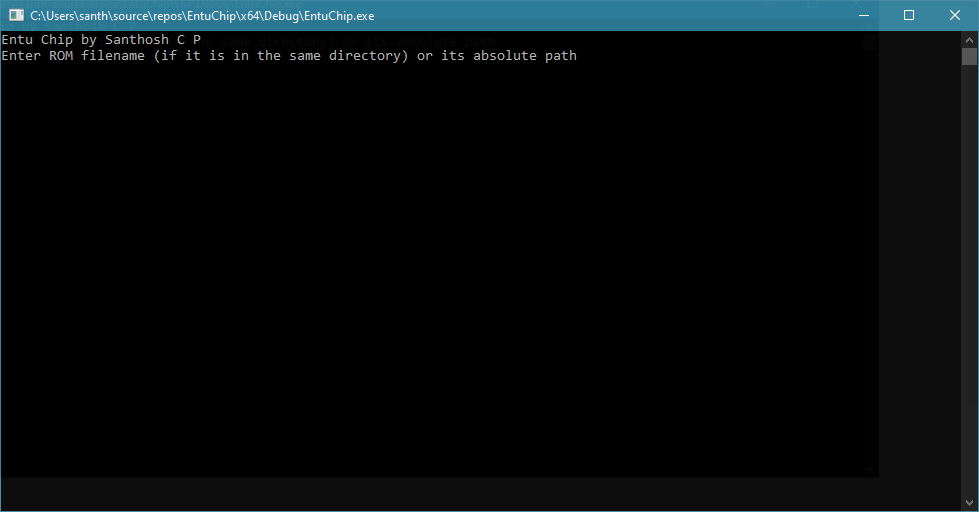 C:\Users\santh\source\repos\EntuChip\x64\Debug\EntuChip.exe
Entu Chip by Santhosh C P
Enter ROM filename (if it is in the same directory) or its absolute path